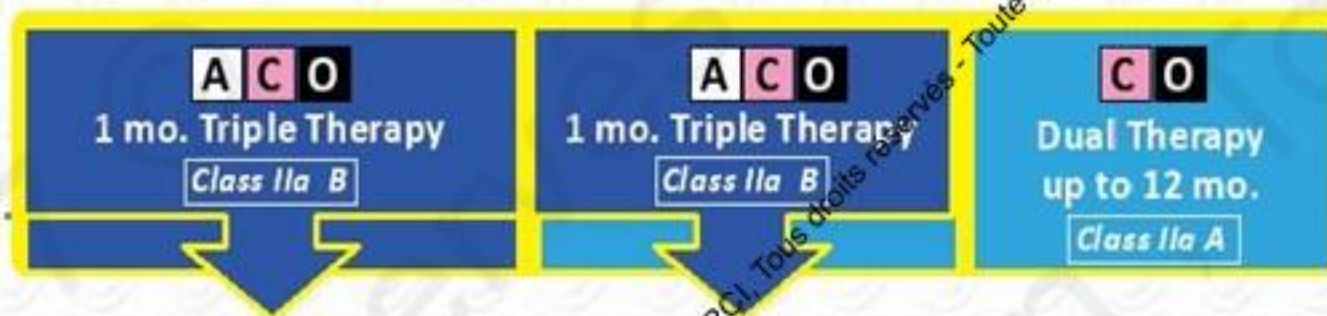 A C O
1 mo. Triple Therapy
Class IIa B
A C O
1 mo. Triple Therapy
Class IIa B
C O
Dual Therapy
up to 12 mo.
Class IIa A
RCI, Tous droits réservés - Toute